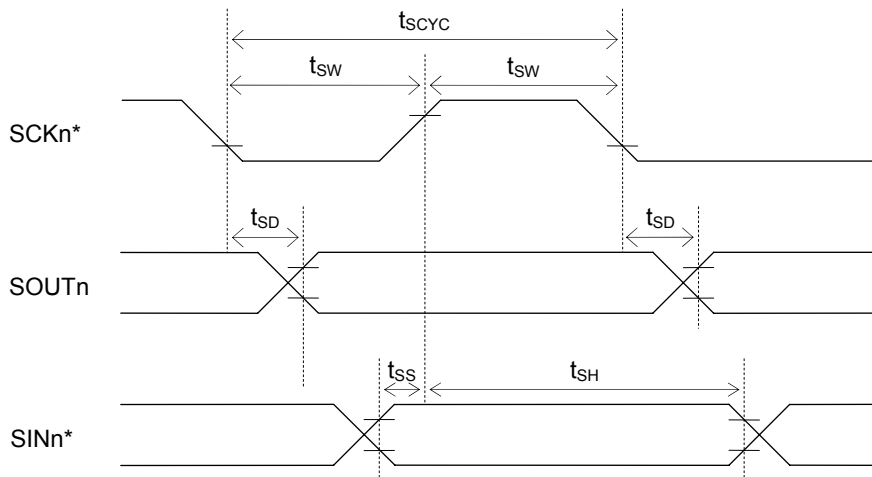 tSCYC
tSW tSW
SCKn*
tSD tSD
SOUTn
tSS tSH
SINn*